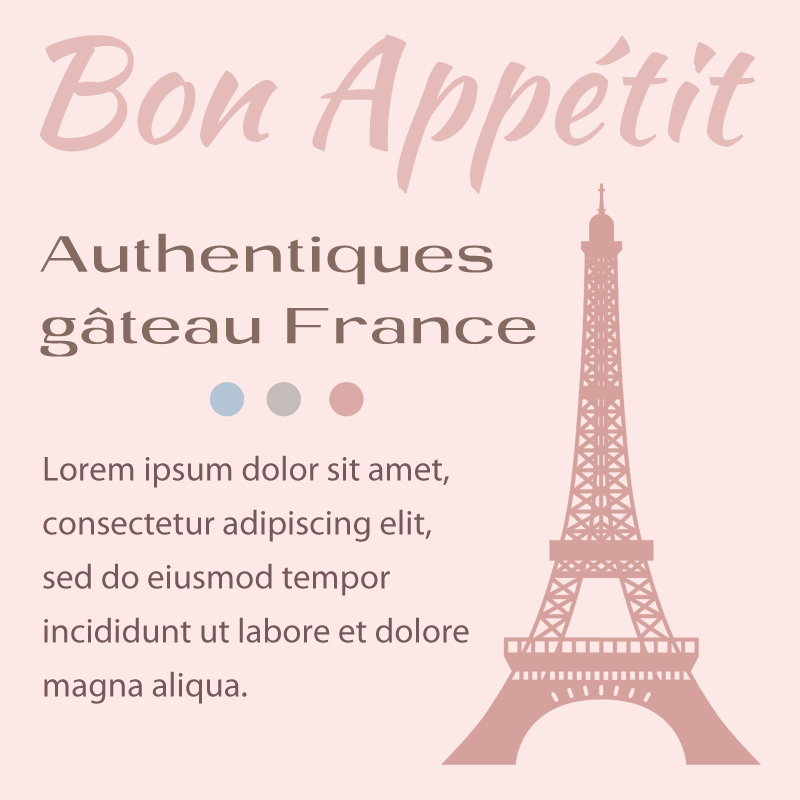 Bon Appétit
Authentiques
gâteau France
Lorem ipsum dolor sit amet,
consectetur adipiscing elit,
sed do eiusmod tempor
incididunt ut labore et dolore
magna aliqua.